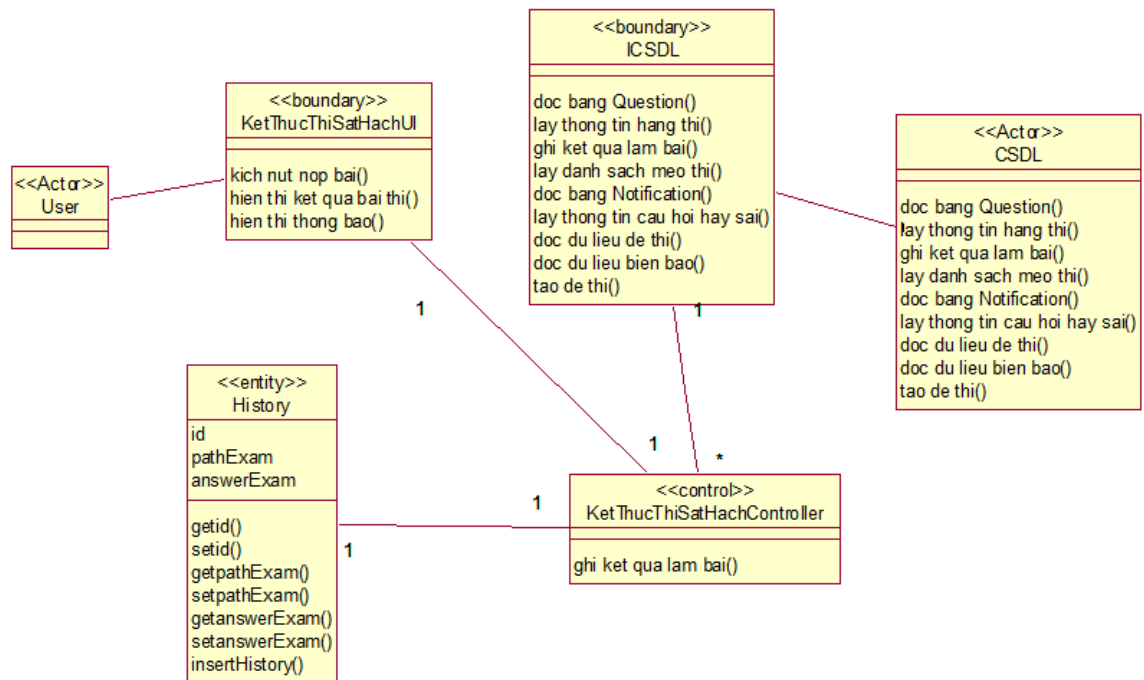 <<Actor>>
User
<<boundary>>
KetThucThiSatHachUI
kich nut nop bai()
hien thi ket qua bai thi()
hien thi thong bao()
<<boundary>>
ICSDL
doc bang Question()
lay thong tin hang thi()
ghi ket qua lam bai()
lay danh sach meo thi()
doc bang Notification()
lay thong tin cau hoi hay sai()
doc du lieu de thi()
doc du lieu bien bao()
tao de thi()
<<Actor>>
CSDL
doc bang Question()
lay thong tin hang thi()
ghi ket qua lam bai()
lay danh sach meo thi()
doc bang Notification()
lay thong tin cau hoi hay sai()
doc du lieu de thi()
doc du lieu bien bao()
tao de thi()
1
1
1
*
<<entity>>
History
id
pathExam
answerExam
getid()
setid()
getpathExam()
setpathExam()
getanswerExam()
setanswerExam()
insertHistory()
1
1
<<control>>
KetThucThiSatHachController
ghi ket qua lam bai()